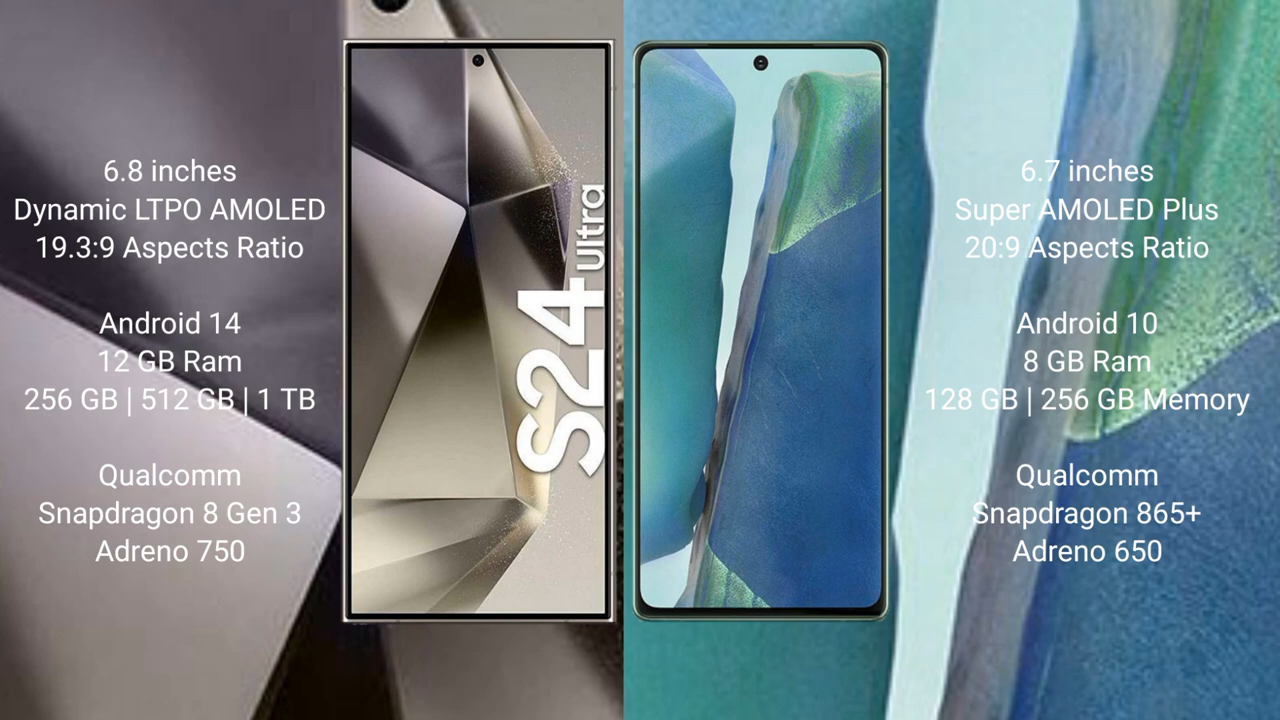 6.8 inches
Dynamic LTPO AMOLED
19.3:9 Aspects Ratio
Android 14
12 GB Ram
256 GB | 512 GB | 1 TB
Qualcomm
Snapdragon 8 Gen 3
Adreno 750
S24 Ultra
6.7 inches
Super AMOLED Plus
20:9 Aspects Ratio
Android 10
8 GB Ram
128 GB | 256 GB Memory
Qualcomm
Snapdragon 865+
Adreno 650